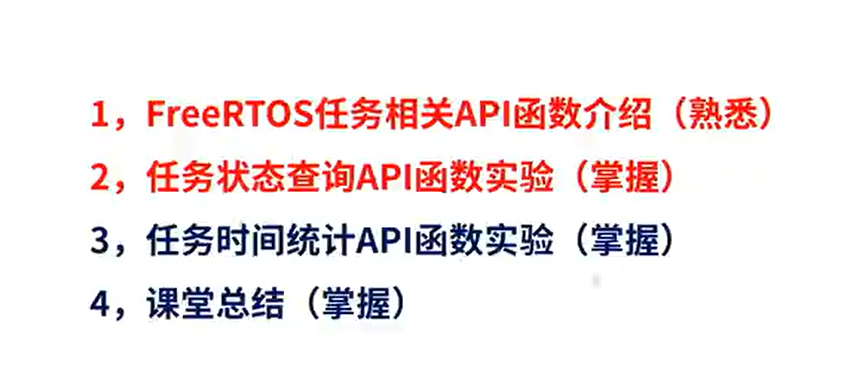 1，FreeRTOS任务相关API函数介绍（熟悉）
2，任务状态查询API函数实验（掌握）
3，任务时间统计API函数实验（掌握）
4，课堂总结（掌握）